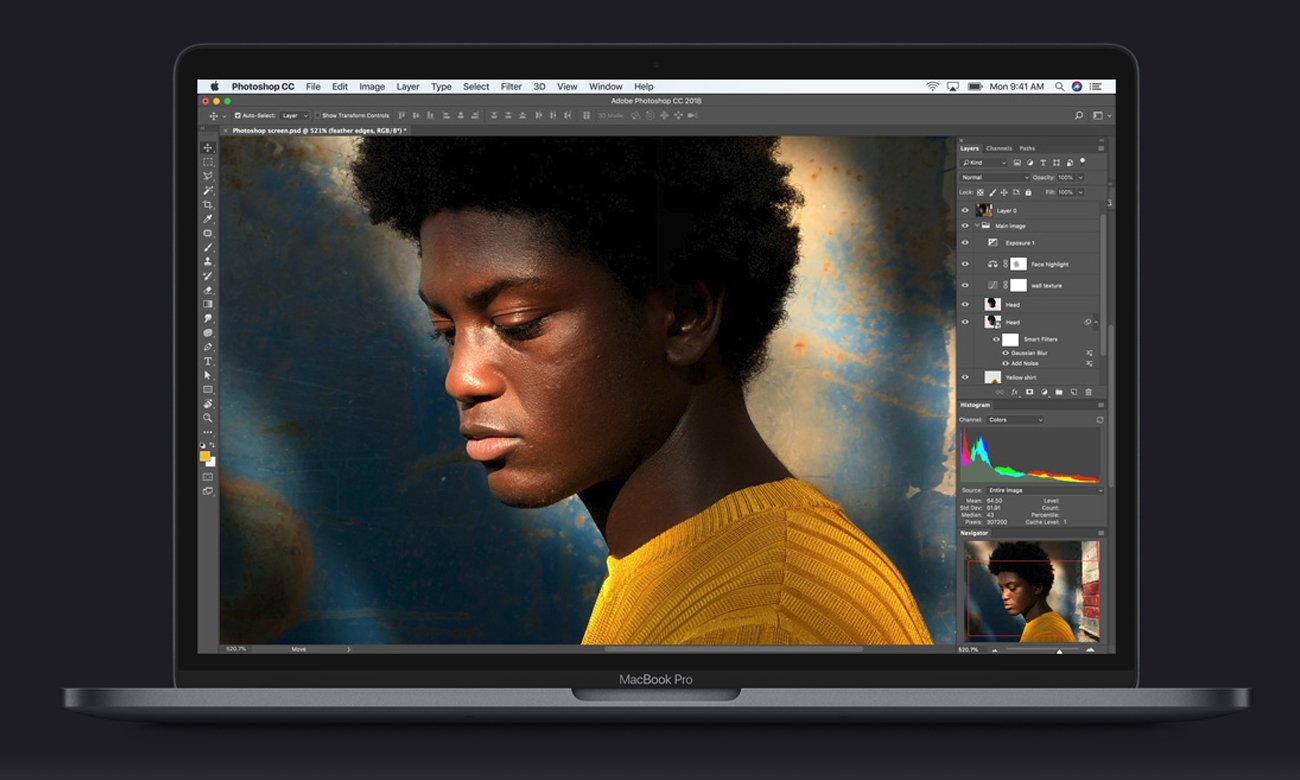 Photoshop CC File Edit Image Layer Type Select Filter 3D View Window Help Mon 9:41 AM
Adobe Photoshop CC 2018
Auto-Select: Layer Show Transform Controls 3D Mode:
Photoshop screen.psd @ 521% (feather edges, RGB/8*) *
Layers Channels Paths
Kind
Normal Opacity: 100%
Lock: Fill: 100%
Layer 0
Main image
Exposure 1
Face highlight
wall texture
Head
Head
Smart Filters
Gaussian Blur
Add Noise
Yellow shirt
fx
Histogram
Channel: Colors
Source: Entire Image
Mean: 64.50 Level:
Std Dev: 61.91 Count:
Median: 43 Percentile:
Pixels: 307200 Cache Level: 1
Navigator
520.7% Move 520.7%
MacBook Pro